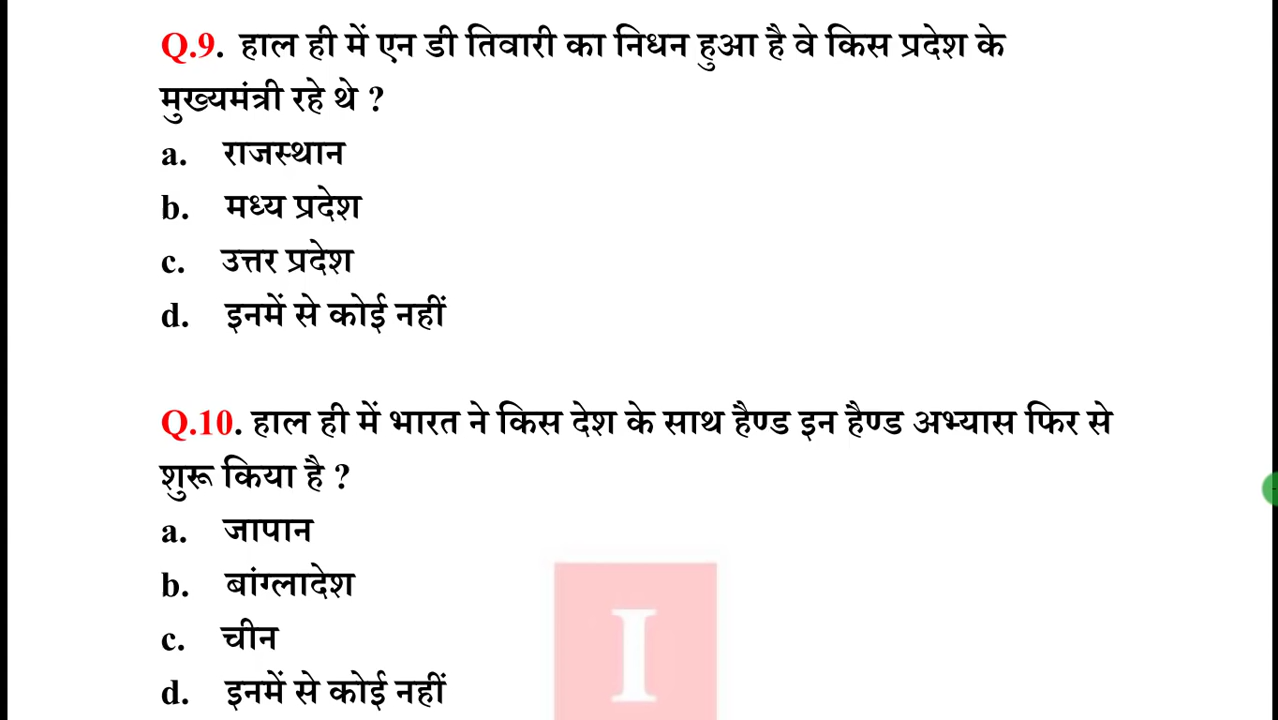 Q.9. हाल ही में एन डी तिवारी का निधन हुआ है वे किस प्रदेश के
मुख्यमंत्री रहे थे ?
a. राजस्थान
b. मध्य प्रदेश
c. उत्तर प्रदेश
d. इनमें से कोई नहीं
Q.10. हाल ही में भारत ने किस देश के साथ हैण्ड इन हैण्ड अभ्यास फिर से
शुरू किया है ?
a. जापान
b. बांग्लादेश
c. चीन
d. इनमें से कोई नहीं
I